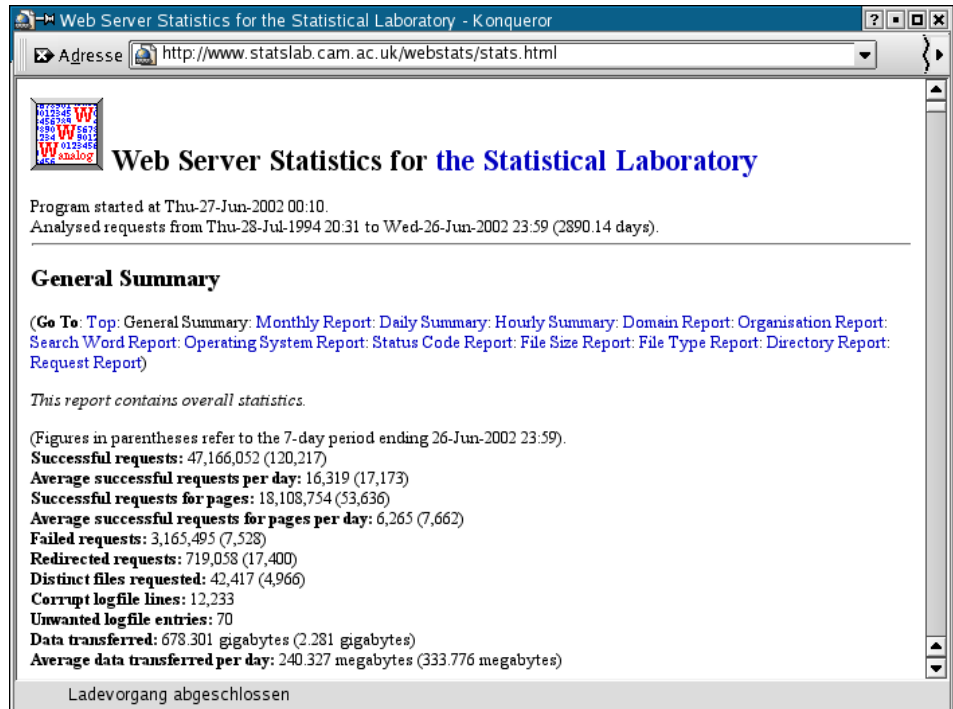 Web Server Statistics for the Statistical Laboratory - Konqueror
Adresse http://www.statslab.cam.ac.uk/webstats/stats.html
analog
Web Server Statistics for the Statistical Laboratory
Program started at Thu-27-Jun-2002 00:10.
Analysed requests from Thu-28-Jul-1994 20:31 to Wed-26-Jun-2002 23:59 (2890.14 days).
General Summary
(Go To: Top: General Summary: Monthly Report: Daily Summary: Hourly Summary: Domain Report: Organisation Report:
Search Word Report: Operating System Report: Status Code Report: File Size Report: File Type Report: Directory Report:
Request Report)
This report contains overall statistics.
(Figures in parentheses refer to the 7-day period ending 26-Jun-2002 23:59).
Successful requests: 47,166,052 (120,217)
Average successful requests per day: 16,319 (17,173)
Successful requests for pages: 18,108,754 (53,636)
Average successful requests for pages per day: 6,265 (7,662)
Failed requests: 3,165,495 (7,528)
Redirected requests: 719,058 (17,400)
Distinct files requested: 42,417 (4,966)
Corrupt logfile lines: 12,233
Unwanted logfile entries: 70
Data transferred: 678.301 gigabytes (2.281 gigabytes)
Average data transferred per day: 240.327 megabytes (333.776 megabytes)
Ladevorgang abgeschlossen